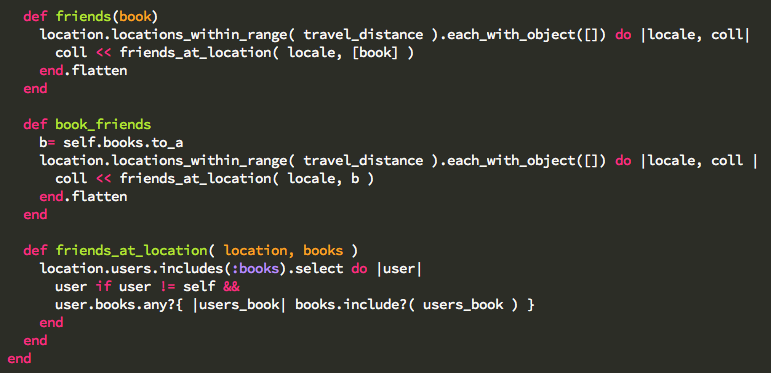 def friends(book)
    location.locations_within_range( travel_distance ).each_with_object([]) do |locale, coll|
      coll << friends_at_location( locale, [book] )
    end.flatten
  end

  def book_friends
    b= self.books.to_a
    location.locations_within_range( travel_distance ).each_with_object([]) do |locale, coll |
      coll << friends_at_location( locale, b )
    end.flatten
  end

  def friends_at_location( location, books )
    location.users.includes(:books).select do |user|
      user if user != self &&
      user.books.any?{ |users_book| books.include?( users_book ) }
    end
  end
end